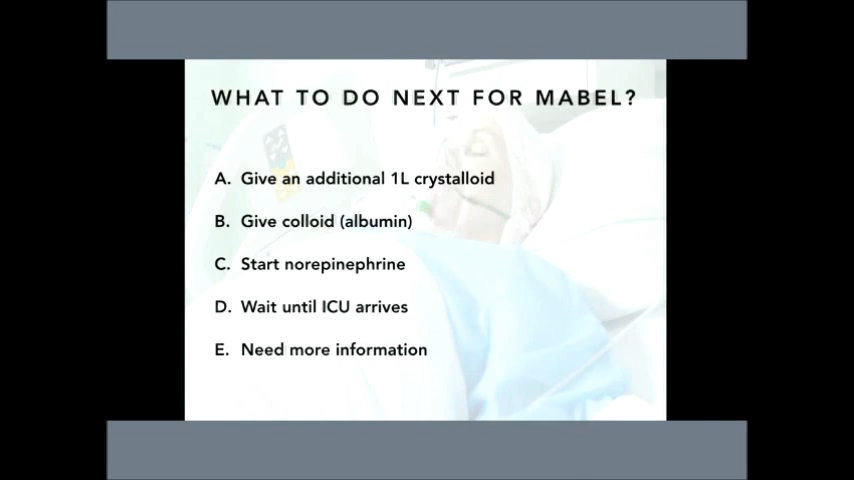 WHAT TO DO NEXT FOR MABEL?
A. Give an additional 1L crystalloid
B. Give colloid (albumin)
C. Start norepinephrine
D. Wait until ICU arrives
E. Need more information